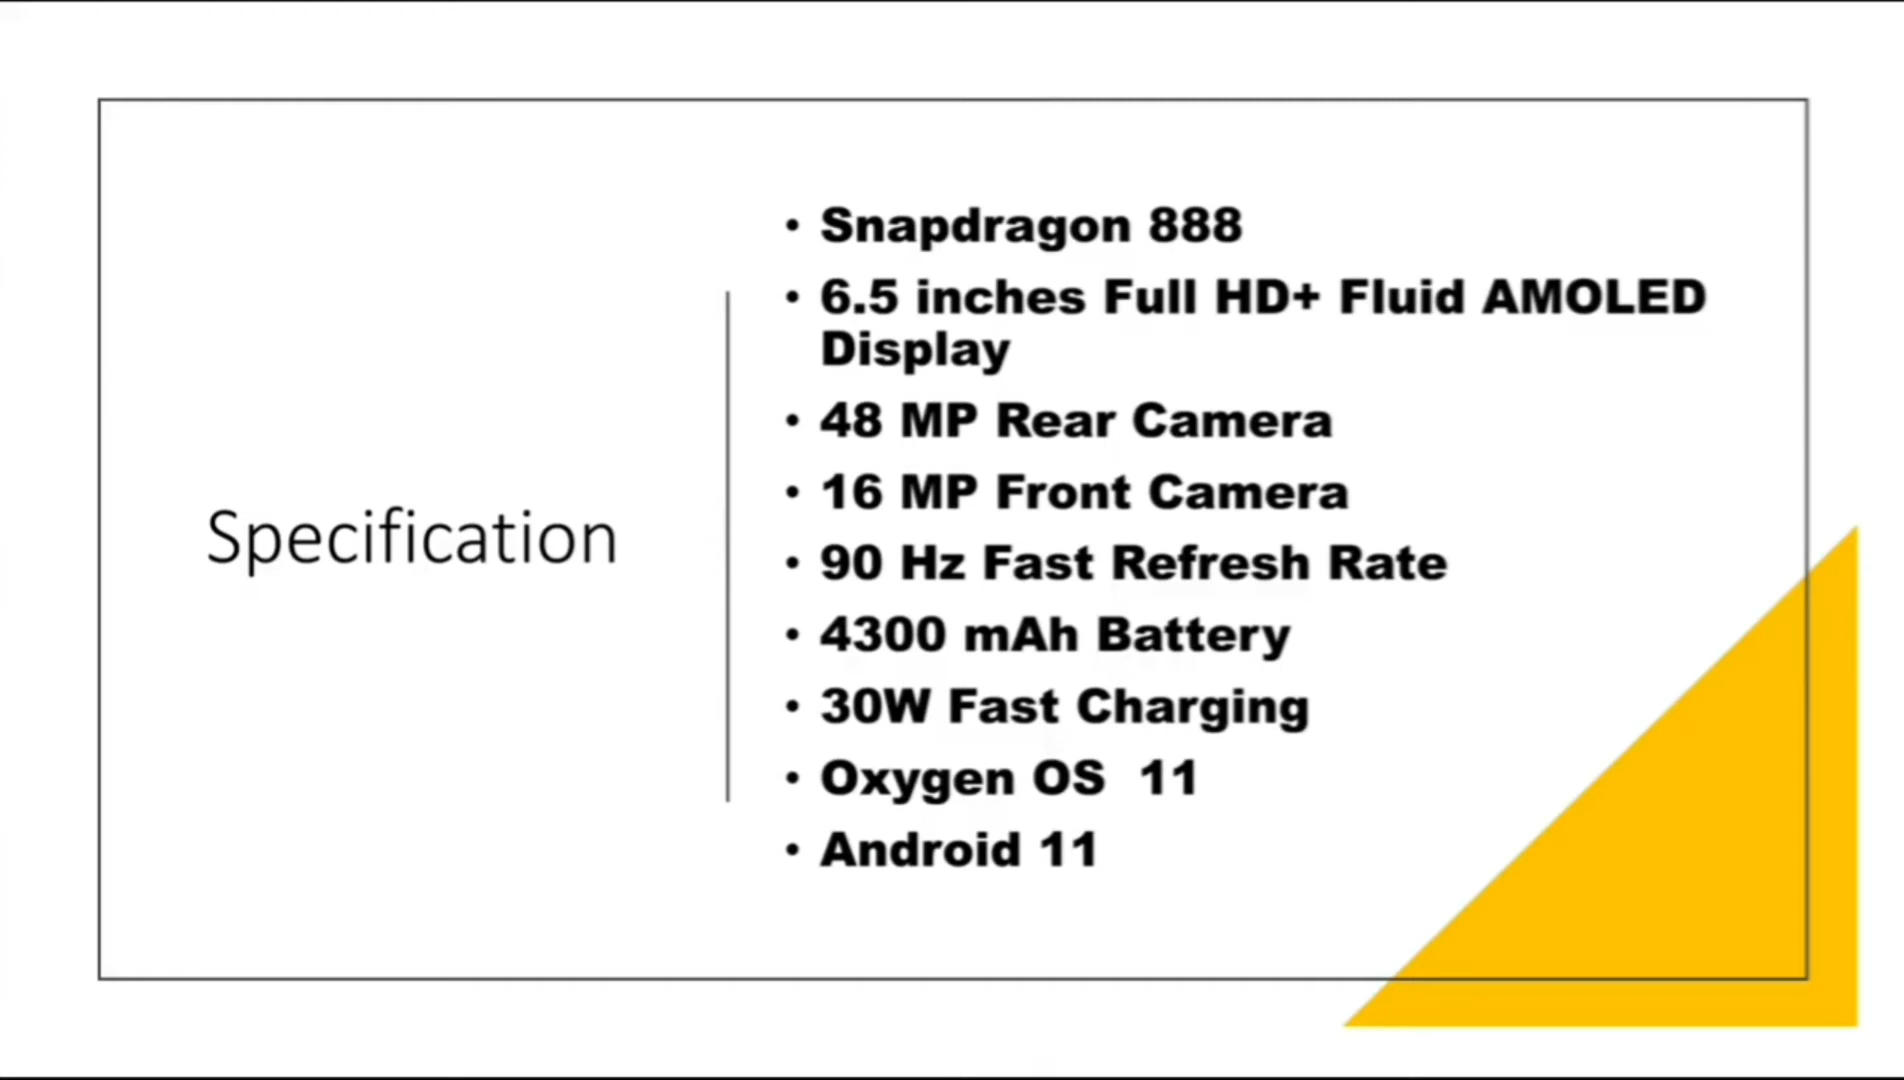 Specification
• Snapdragon 888
• 6.5 inches Full HD+ Fluid AMOLED
Display
• 48 MP Rear Camera
• 16 MP Front Camera
• 90 Hz Fast Refresh Rate
• 4300 mAh Battery
• 30W Fast Charging
• Oxygen OS  11
• Android 11